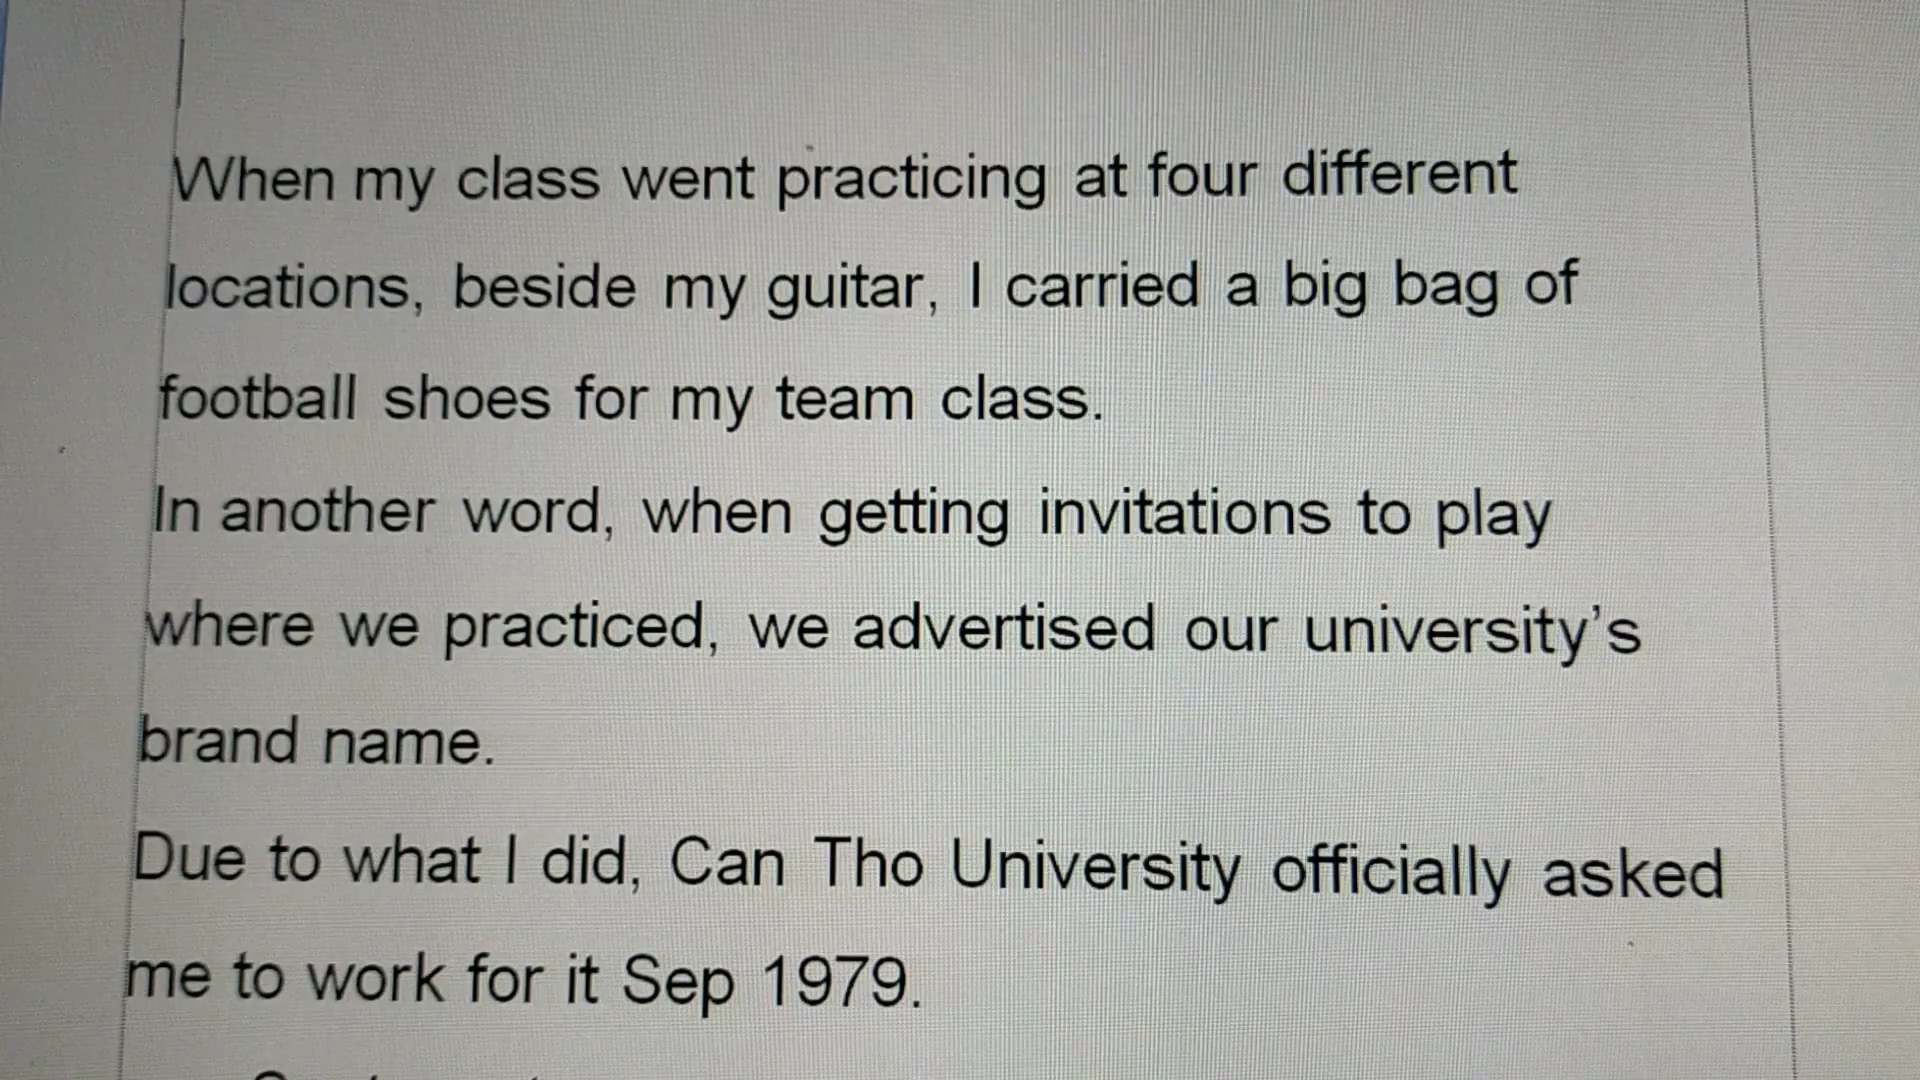 When my class went practicing at four different
locations, beside my guitar, I carried a big bag of
football shoes for my team class.
In another word, when getting invitations to play
where we practiced, we advertised our university's
brand name.
Due to what I did, Can Tho University officially asked
me to work for it Sep 1979.